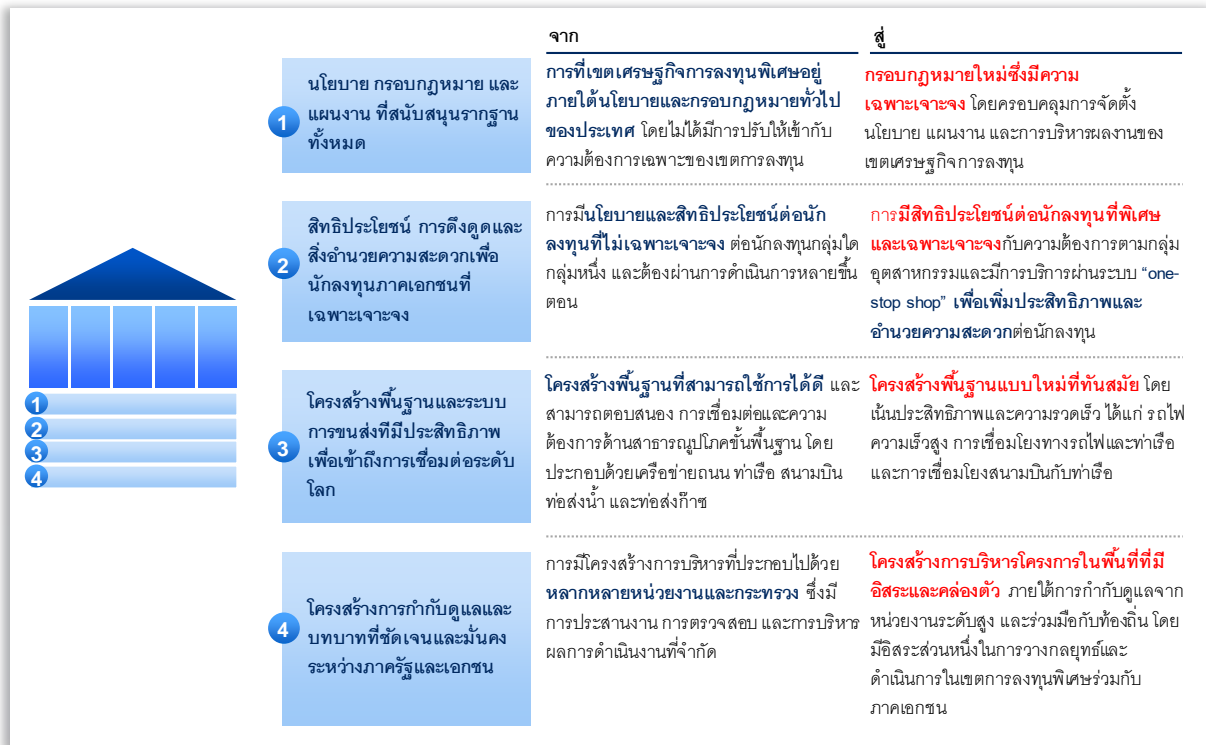 จาก
สู่
1
นโยบาย กรอบกฎหมาย และ
แผนงาน ที่สนับสนุนรากฐาน
ทั้งหมด
การที่เขตเศรษฐกิจการลงทุนพิเศษอยู่
ภายใต้นโยบายและกรอบกฎหมายทั่วไป
ของประเทศ โดยไม่ได้มีการปรับให้เข้ากับ
ความต้องการเฉพาะของเขตการลงทุน
กรอบกฎหมายใหม่ซึ่งมีความ
เฉพาะเจาะจง โดยครอบคลุมการจัดตั้ง
นโยบาย แผนงาน และการบริหารผลงานของ
เขตเศรษฐกิจการลงทุน
2
สิทธิประโยชน์ การดึงดูดและ
สิ่งอำนวยความสะดวกเพื่อ
นักลงทุนภาคเอกชนที่
เฉพาะเจาะจง
การมีนโยบายและสิทธิประโยชน์ต่อนัก
ลงทุนที่ไม่เฉพาะเจาะจง ต่อนักลงทุนกลุ่มใด
กลุ่มหนึ่ง และต้องผ่านการดำเนินการหลายขึ้น
ตอน
การมีสิทธิประโยชน์ต่อนักลงทุนที่พิเศษ
และเฉพาะเจาะจงกับความต้องการตามกลุ่ม
อุตสาหกรรมและมีการบริการผ่านระบบ “one-
stop shop” เพื่อเพิ่มประสิทธิภาพและ
อำนวยความสะดวกต่อนักลงทุน
3
โครงสร้างพื้นฐานและระบบ
การขนส่งที่มีประสิทธิภาพ
เพื่อเข้าถึงการเชื่อมต่อระดับ
โลก
โครงสร้างพื้นฐานที่สามารถใช้การได้ดี และ
สามารถตอบสนอง การเชื่อมต่อและความ
ต้องการด้านสาธารณูปโภคขั้นพื้นฐาน โดย
ประกอบด้วยเครือข่ายถนน ท่าเรือ สนามบิน
ท่อส่งน้ำ และท่อส่งก๊าซ
โครงสร้างพื้นฐานแบบใหม่ที่ทันสมัย โดย
เน้นประสิทธิภาพและความรวดเร็ว ได้แก่ รถไฟ
ความเร็วสูง การเชื่อมโยงทางรถไฟและท่าเรือ
และการเชื่อมโยงสนามบินกับท่าเรือ
4
โครงสร้างการกำกับดูแลและ
บทบาทที่ชัดเจนและมั่นคง
ระหว่างภาครัฐและเอกชน
การมีโครงสร้างการบริหารที่ประกอบไปด้วย
หลากหลายหน่วยงานและกระทรวง ซึ่งมี
การประสานงาน การตรวจสอบ และการบริหาร
ผลการดำเนินงานที่จำกัด
โครงสร้างการบริหารโครงการในพื้นที่ที่มี
อิสระและคล่องตัว ภายใต้การกำกับดูแลจาก
หน่วยงานระดับสูง และร่วมมือกับท้องถิ่น โดย
มีอิสระส่วนหนึ่งในการวางกลยุทธ์และ
ดำเนินการในเขตการลงทุนพิเศษร่วมกับ
ภาคเอกชน
1
2
3
4